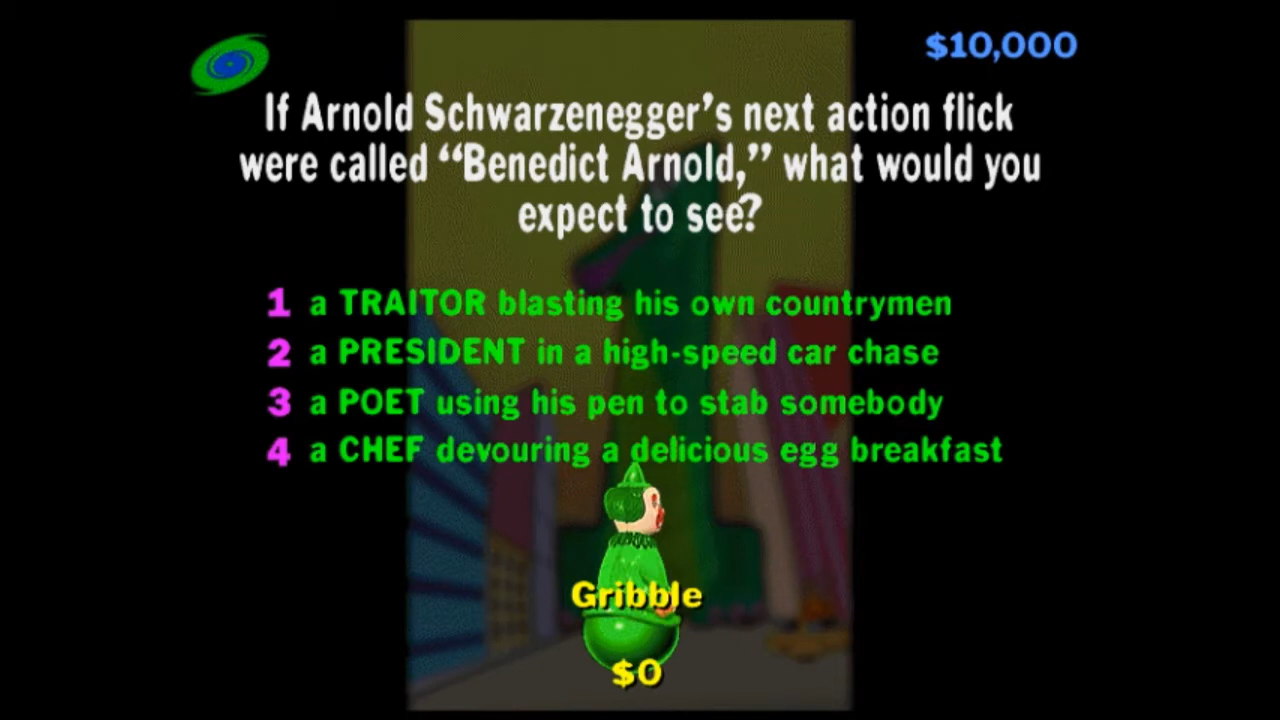 $10,000
If Arnold Schwarzenegger's next action flick
were called “Benedict Arnold,” what would you
expect to see?
1 a TRAITOR blasting his own countrymen
2 a PRESIDENT in a high-speed car chase
3 a POET using his pen to stab somebody
4 a CHEF devouring a delicious egg breakfast
Gribble
$0